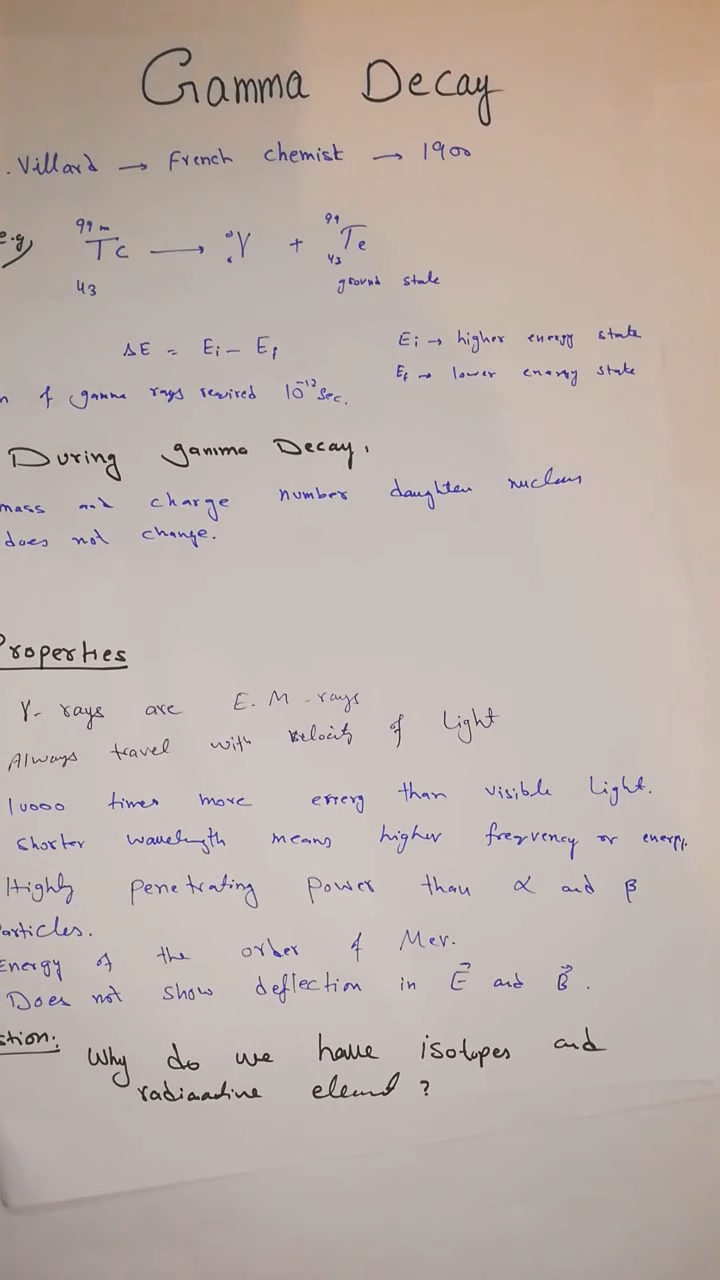 Gamma Decay
. Villard → French chemist → 1900
e.g 99m 43 Tc → 0 0 γ + 99 43 Te
ground state
ΔE = Ei - Ef
Ei → higher energy state
Ef → lower energy state
n of gamma rays required 10^-12 sec.
During gamma Decay,
mass and charge number daughter nucleus
does not change.
Properties
γ- rays are E.M - rays
Always travel with velocity of Light
10000 times more energy than visible Light.
shorter wavelength means higher frequency or energy.
Highly penetrating power than α and β
articles.
Energy of the order of Mev.
Does not show deflection in E⃗ and B⃗ .
stion:
Why do we have isotopes and
radioactive element ?